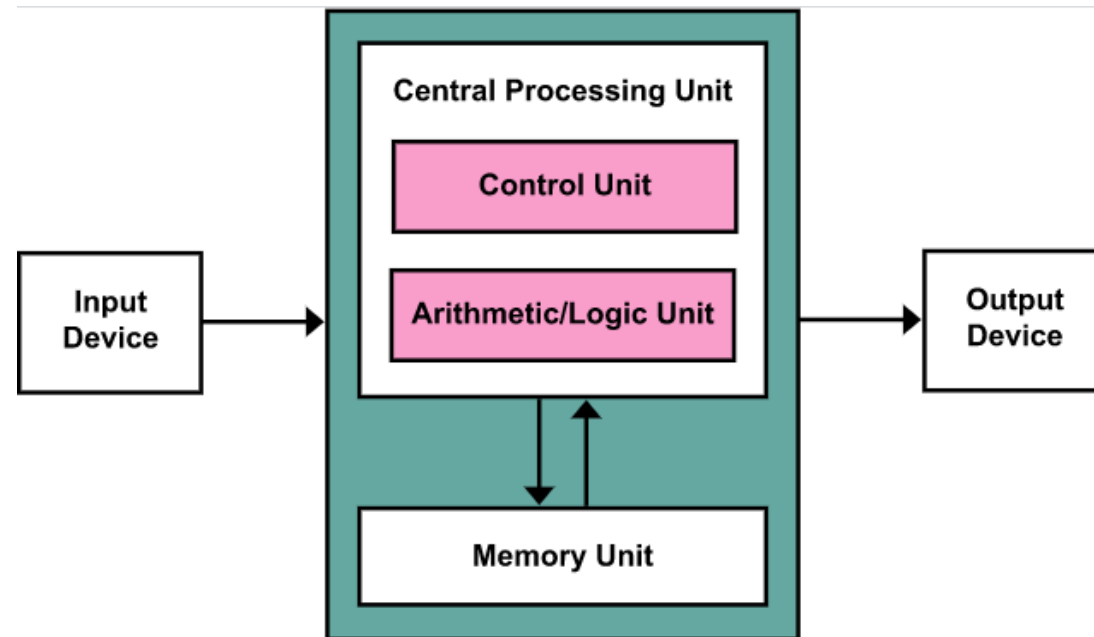 Central Processing Unit
Control Unit
Arithmetic/Logic Unit
Input
Device
Output
Device
Memory Unit